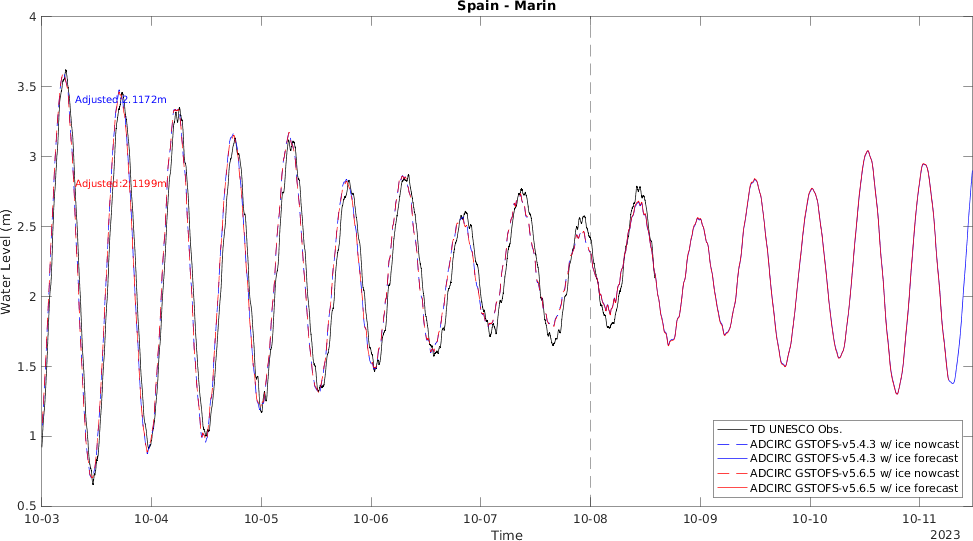 Spain - Marin
4
3.5
3
2.5
2
1.5
1
0.5
Water Level (m)
Adjusted:2.1172m
Adjusted:2.1199m
TD UNESCO Obs.
ADCIRC GSTOFS-v5.4.3 w/ ice nowcast
ADCIRC GSTOFS-v5.4.3 w/ ice forecast
ADCIRC GSTOFS-v5.6.5 w/ ice nowcast
ADCIRC GSTOFS-v5.6.5 w/ ice forecast
10-03 10-04 10-05 10-06 10-07 10-08 10-09 10-10 10-11
Time
2023